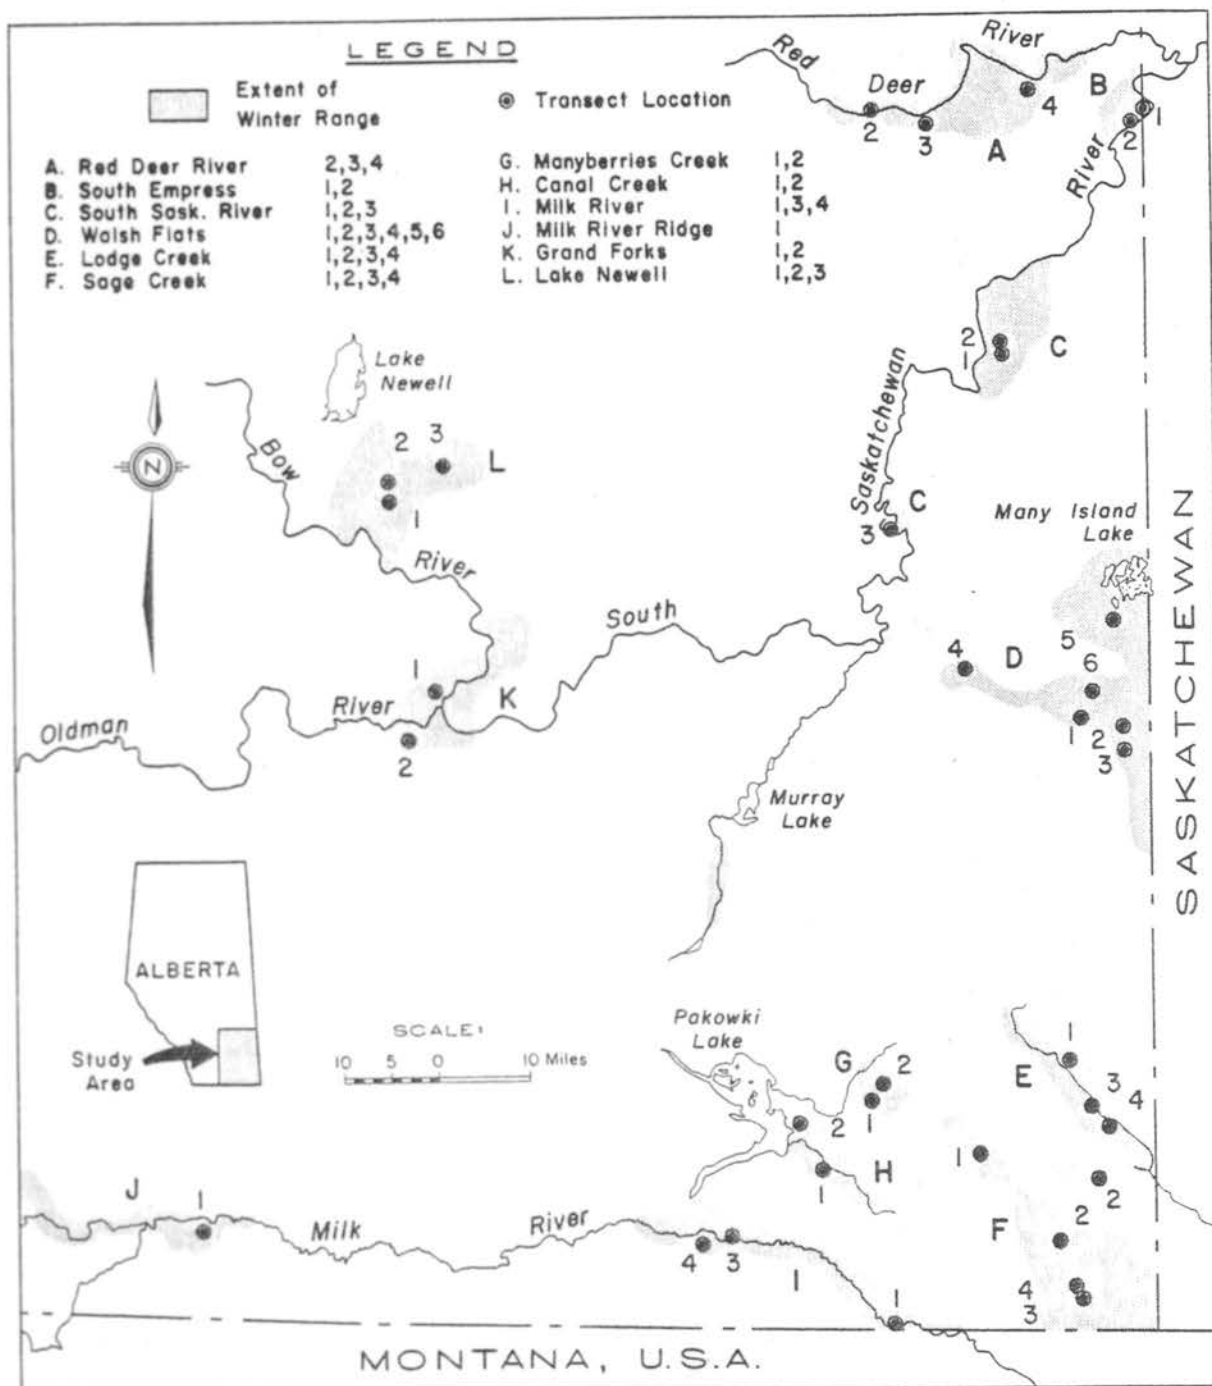 LEGEND
Extent of
Winter Range
Transect Location
A. Red Deer River 2,3,4
B. South Empress 1,2
C. South Sask. River 1,2,3
D. Walsh Flats 1,2,3,4,5,6
E. Lodge Creek 1,2,3,4
F. Sage Creek 1,2,3,4
G. Manyberries Creek 1,2
H. Canal Creek 1,2
I. Milk River 1,3,4
J. Milk River Ridge 1
K. Grand Forks 1,2
L. Lake Newell 1,2,3
Red Deer River
2
3
4
A
B
2
1
River
2
1
C
Lake
Newell
N
Bow
2
3
L
1
River
Saskatchewan
C
3
Many Island
Lake
SASKATCHEWAN
South
5
4
D
6
1
2
3
1
K
River
Oldman
2
Murray
Lake
ALBERTA
Study
Area
SCALE:
10 5 0 10 Miles
Pakowki
Lake
G
2
1
2
H
1
E
1
3
4
2
1
F
2
4
3
J
1
Milk
River
4
3
I
1
MONTANA, U.S.A.